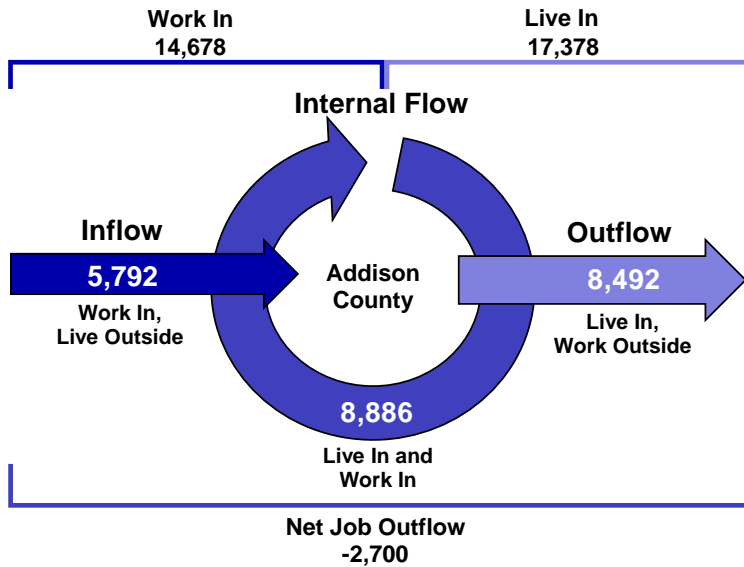 Work In
14,678
Live In
17,378
Internal Flow
Inflow
5,792
Work In,
Live Outside
Addison
County
Outflow
8,492
Live In,
Work Outside
8,886
Live In and
Work In
Net Job Outflow
-2,700